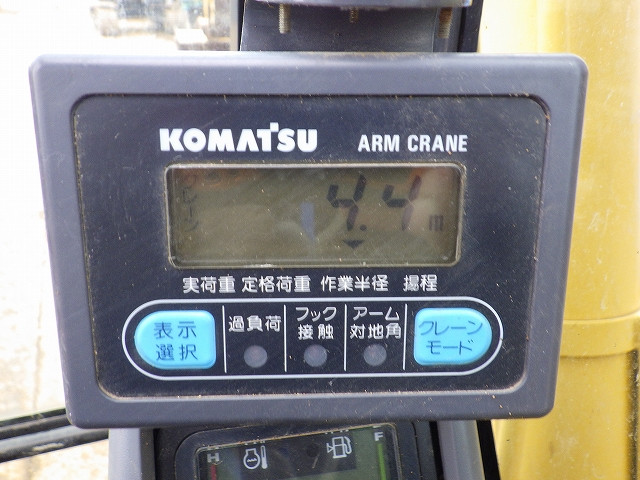 KOMATSU ARM CRANE
クレーン 4.4 m
実荷重 定格荷重 作業半径 揚程
表示選択 過負荷 フック接触 アーム対地角 クレーンモード
H F